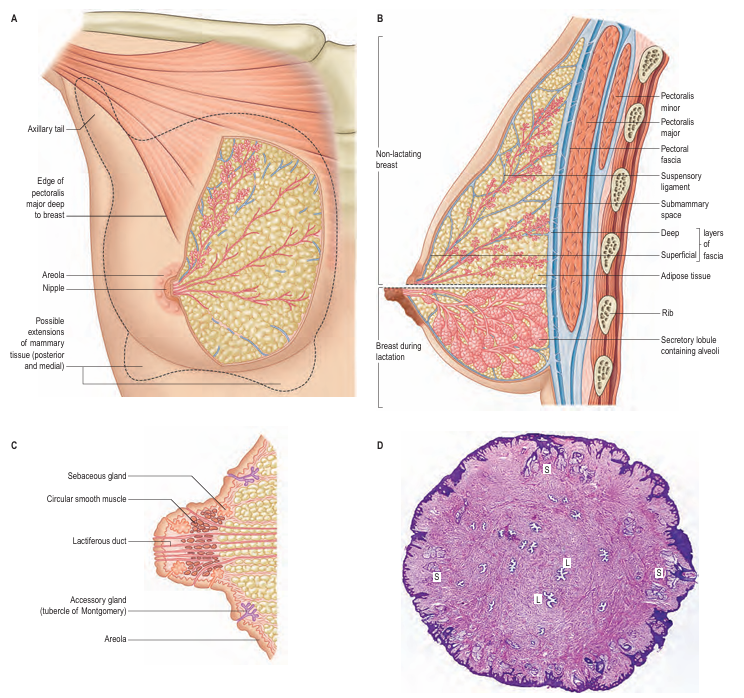 A
Axillary tail
Edge of
pectoralis
major deep
to breast
Areola
Nipple
Possible
extensions
of mammary
tissue (posterior
and medial)
B
Non-lactating
breast
Breast during
lactation
Pectoralis
minor
Pectoralis
major
Pectoral
fascia
Suspensory
ligament
Submammary
space
Deep
Superficial
layers
of
fascia
Adipose tissue
Rib
Secretory lobule
containing alveoli
C
Sebaceous gland
Circular smooth muscle
Lactiferous duct
Accessory gland
(tubercle of Montgomery)
Areola
D
S
L
S
S
L